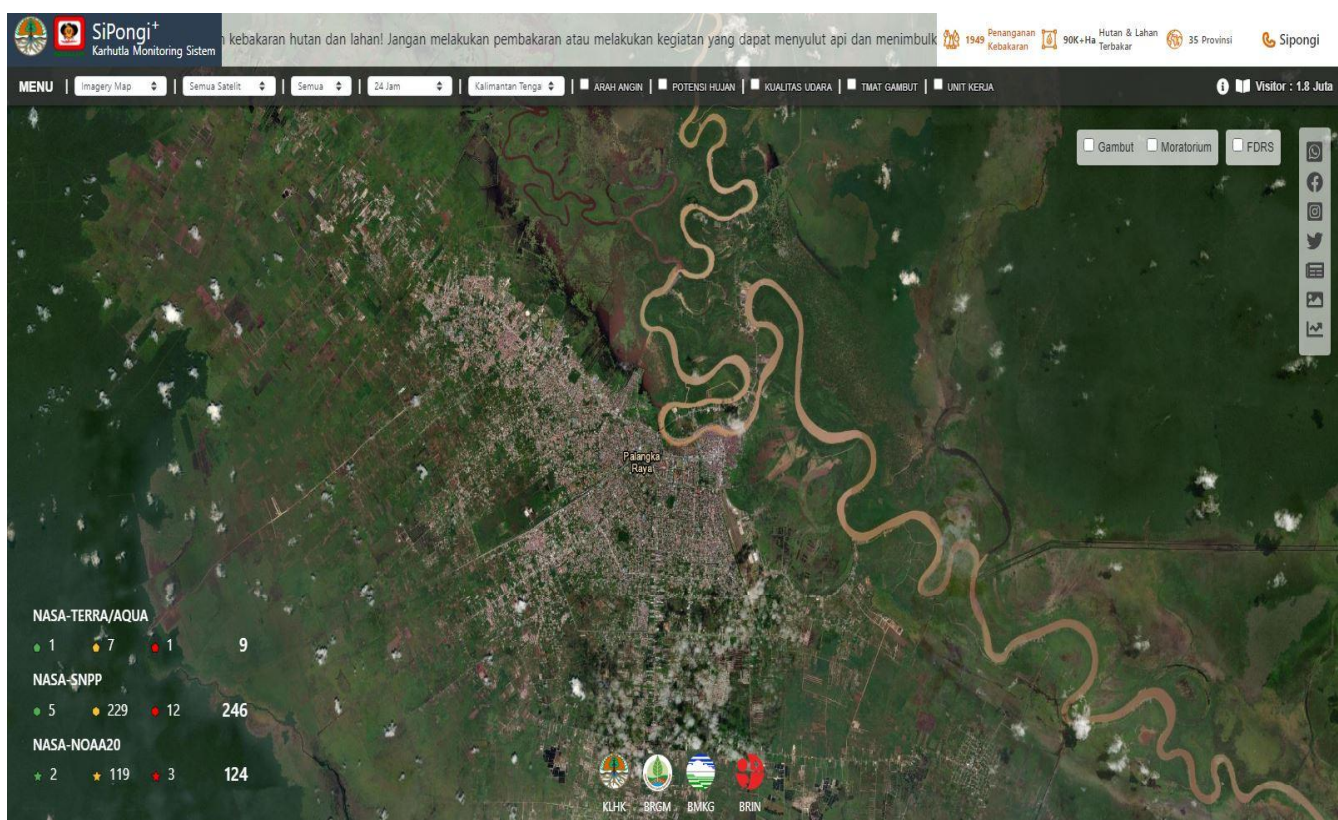 SiPongi+
Karhutla Monitoring Sistem
kebakaran hutan dan lahan! Jangan melakukan pembakaran atau melakukan kegiatan yang dapat menyulut api dan menimbulk
1949 Penanganan Kebakaran
90K+Ha Hutan & Lahan Terbakar
35 Provinsi
Sipongi
MENU | Imagery Map | Semua Satelit | Semua | 24 Jam | Kalimantan Tengal | ARAH ANGIN | POTENSI HUJAN | KUALITAS UDARA | TMAT GAMBUT | UNIT KERJA
Visitor : 1.8 Juta
Gambut Moratorium FDRS
Palangka
Raya
NASA-TERRA/AQUA
1 7 1 9
NASA-SNPP
5 229 12 246
NASA-NOAA20
2 119 3 124
KLHK BRGM BMKG BRIN